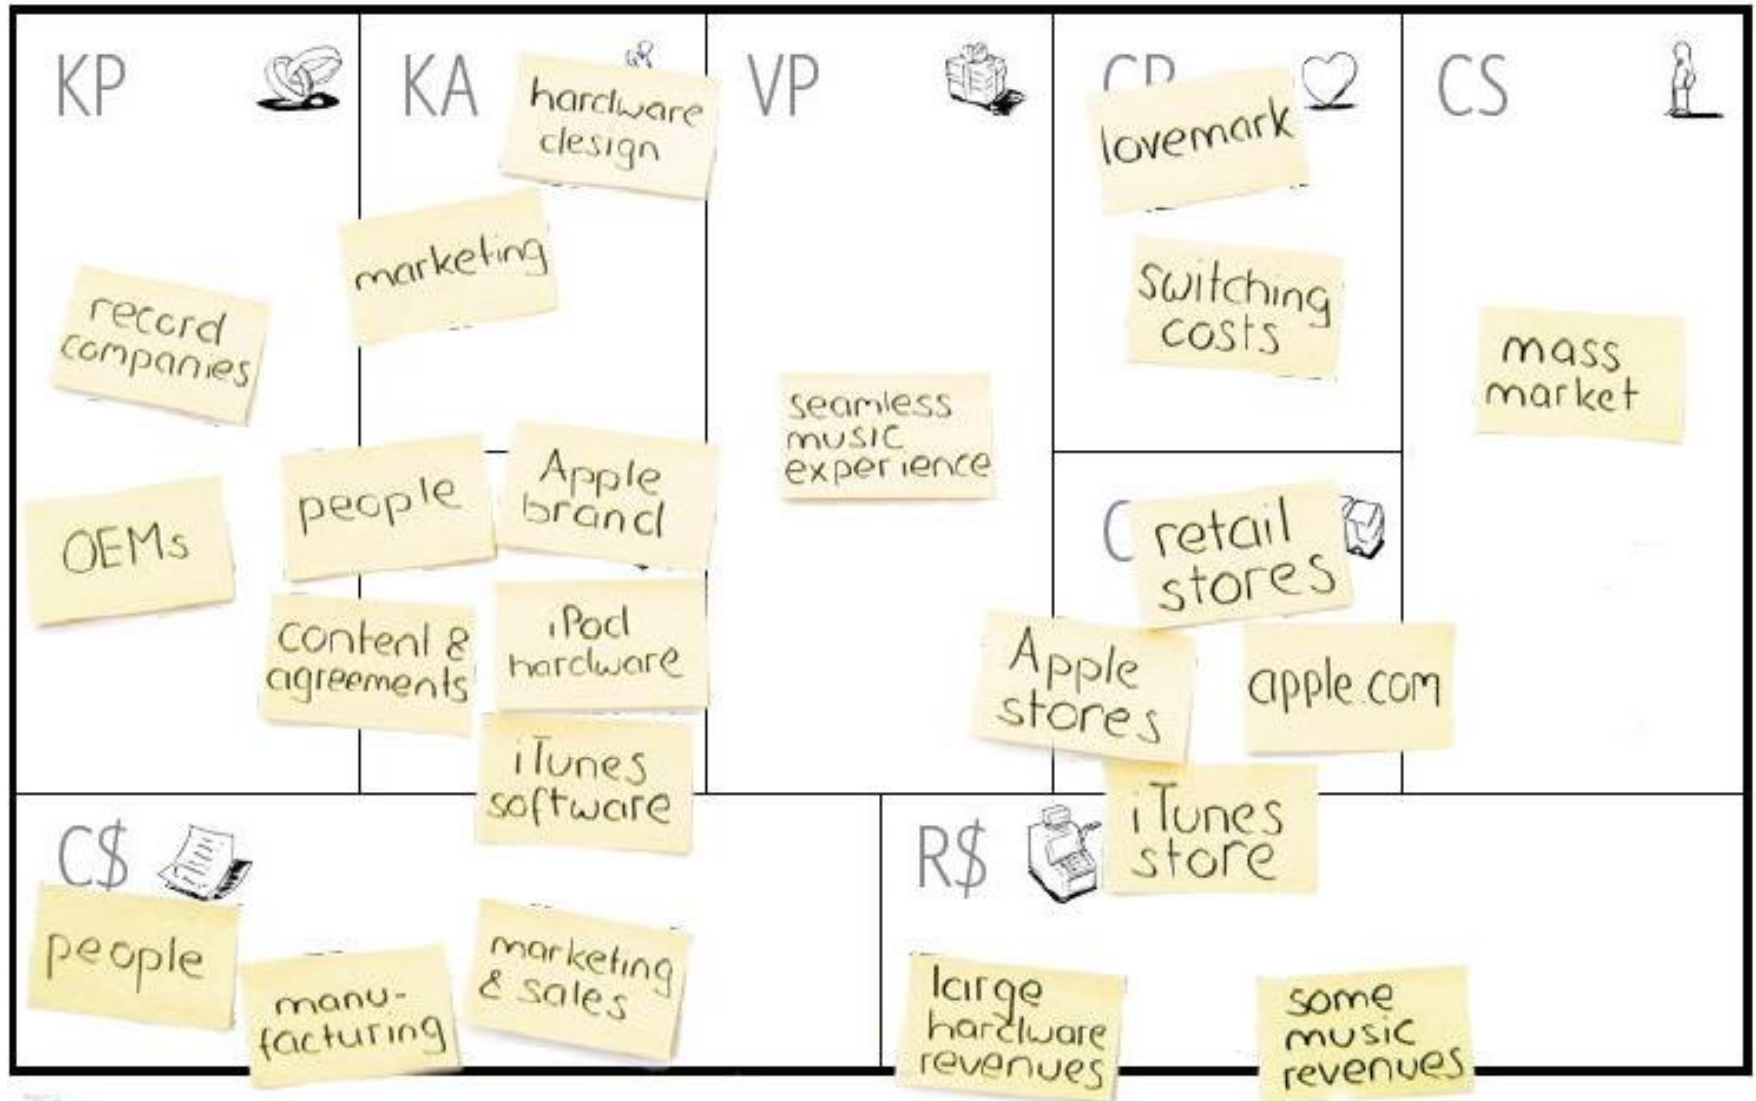 KP
record
companies
OEMs
KA
hardware
design
marketing
people
Apple
brand
content &
agreements
iPod
hardware
iTunes
software
VP
seamless
music
experience
lovemark
switching
costs
retail
stores
Apple
stores
apple.com
iTunes
store
CS
mass
market
C$
people
manu-
facturing
marketing
& sales
R$
large
hardware
revenues
some
music
revenues